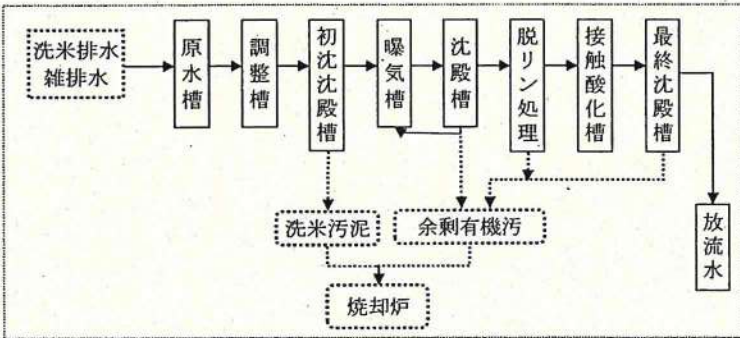 洗米排水
雑排水
原水槽
調整槽
初沈沈殿槽
曝気槽
沈殿槽
脱リン処理
接触酸化槽
最終沈殿槽
放流水
洗米汚泥
余剰有機汚
焼却炉